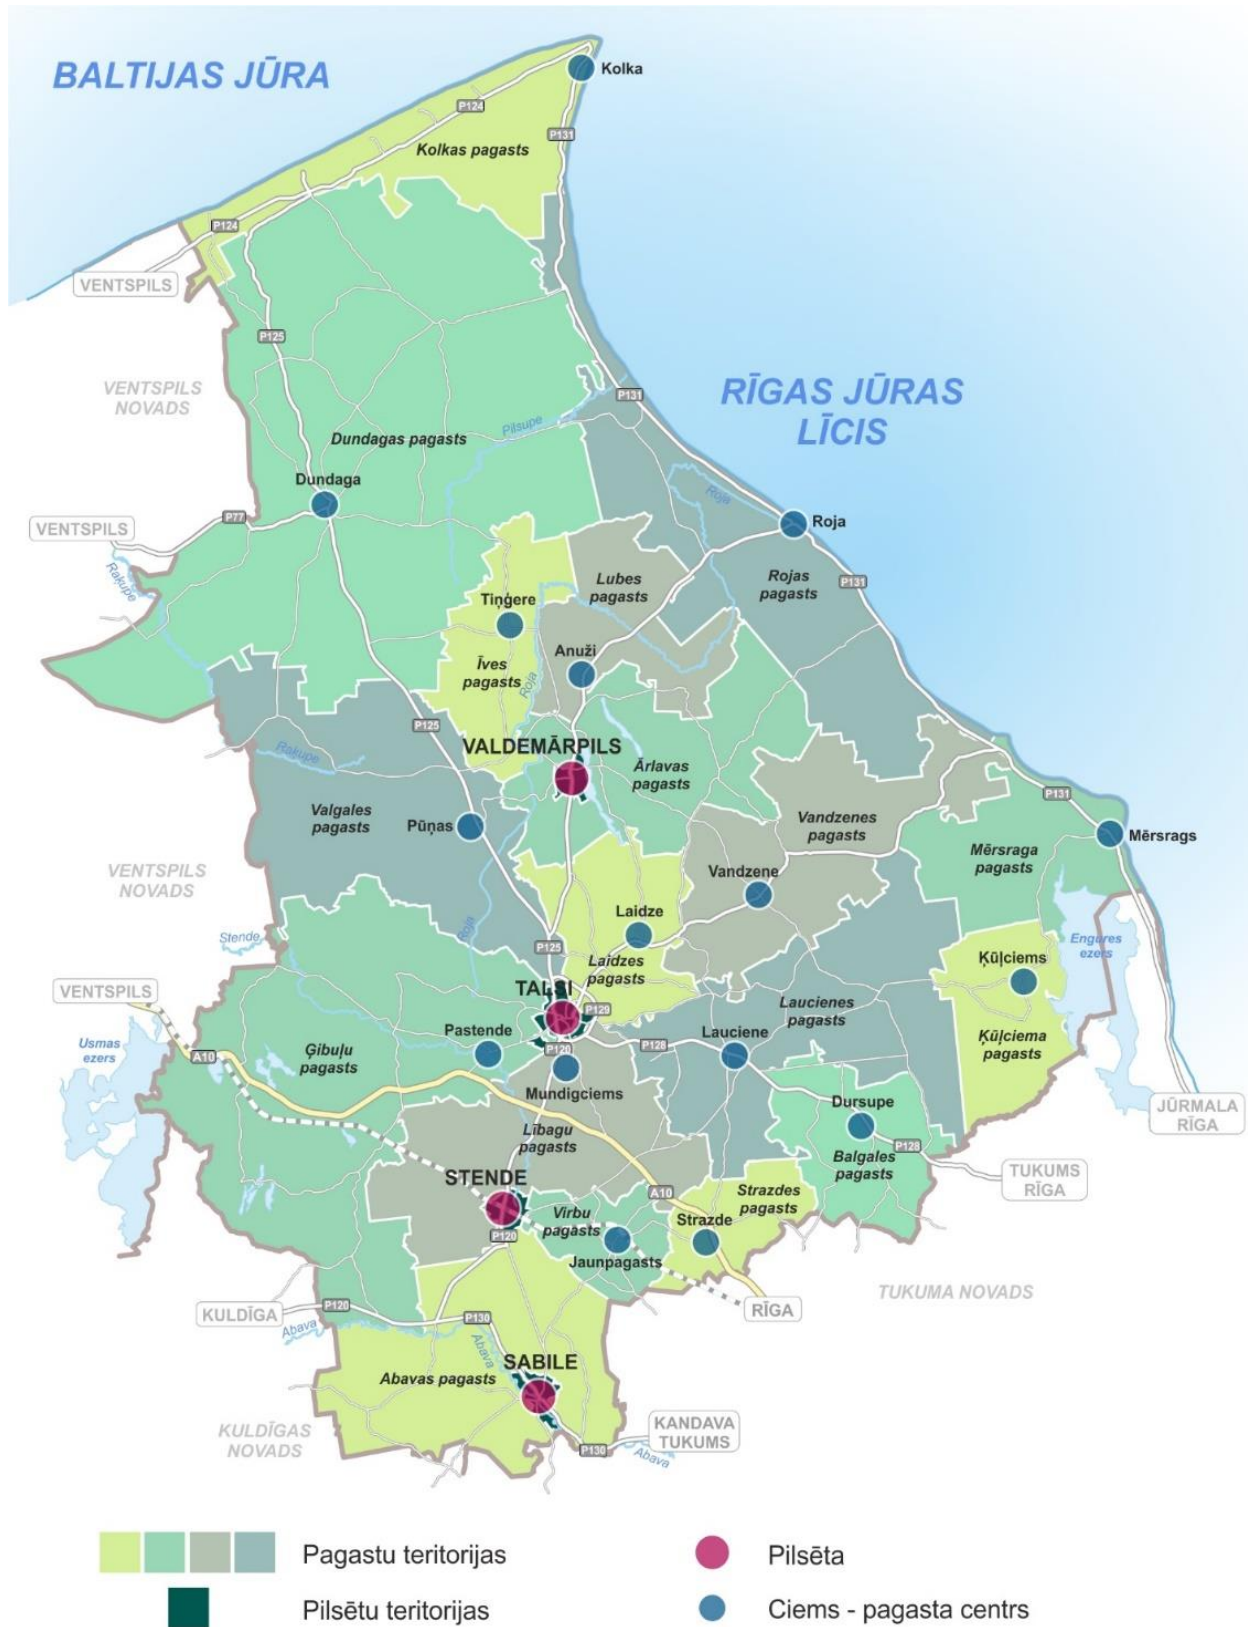 BALTIJAS JŪRA
Kolka
P124
P131
Kolkas pagasts
P124
VENTSPILS
P125
VENTSPILS
NOVADS
P131
RĪGAS JŪRAS
LĪCIS
Pilsupe
Dundagas pagasts
Dundaga
Roja
Roja
VENTSPILS
P77
Raķupe
Lubes
pagasts
Rojas
pagasts
P131
Tiņģere
Anuži
Īves
pagasts
Roja
P125
VALDEMĀRPILS
Raķupe
Ārlavas
pagasts
Valgales
pagasts
Pūņas
Vandzenes
pagasts
P131
Mērsrags
Mērsraga
pagasts
VENTSPILS
NOVADS
Vandzene
Laidze
Stende
Roja
P125
Laidzes
pagasts
Engures
ezers
Ķūļciems
VENTSPILS
TALSI
P129
Laucienes
pagasts
Usmas
ezers
A10
Ģibuļu
pagasts
Pastende
P120
P128
Lauciene
Ķūļciema
pagasts
Mundigciems
Dursupe
JŪRMALA
RĪGA
Lībagu
pagasts
Balgales
pagasts
P128
TUKUMS
RĪGA
STENDE
A10
Strazdes
pagasts
Virbu
pagasts
Strazde
P120
Jaunpagasts
TUKUMA NOVADS
KULDĪGA
P120
RĪGA
Abava
P130
Abava
SABILE
Abavas pagasts
KULDĪGAS
NOVADS
KANDAVA
TUKUMS
P130
Abava
Pagastu teritorijas
Pilsēta
Pilsētu teritorijas
Ciems - pagasta centrs